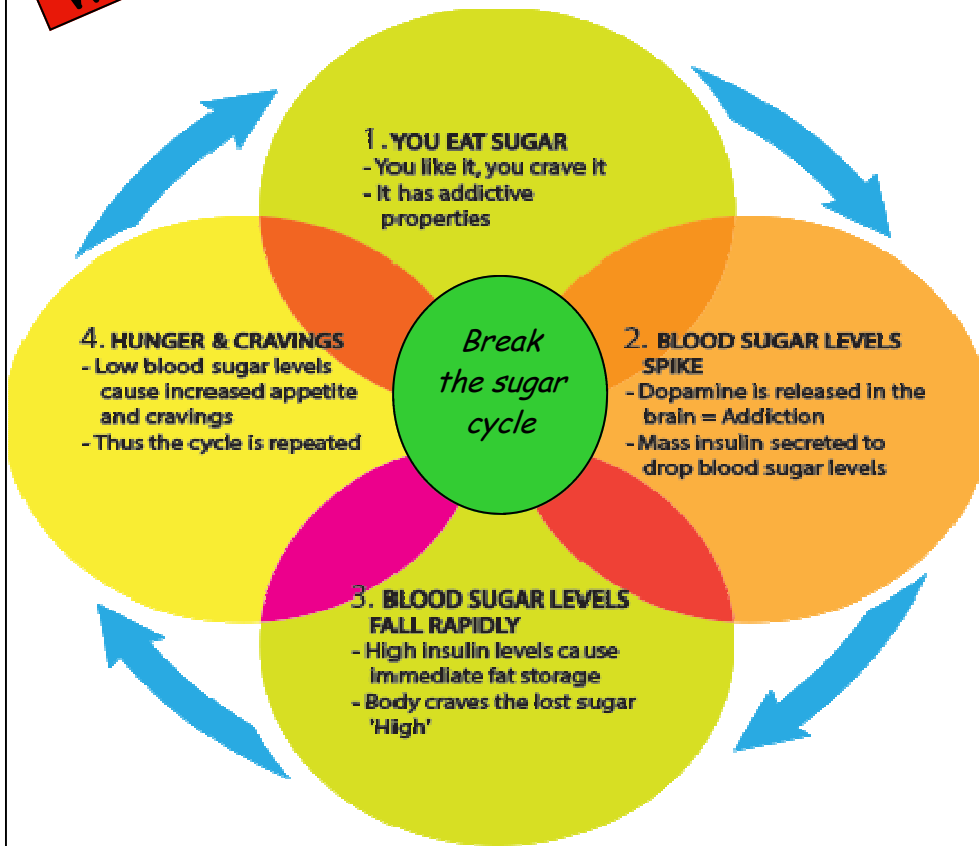 1. YOU EAT SUGAR
- You like it, you crave it
- It has addictive
properties
2. BLOOD SUGAR LEVELS
SPIKE
- Dopamine is released in the
brain = Addiction
- Mass insulin secreted to
drop blood sugar levels
3. BLOOD SUGAR LEVELS
FALL RAPIDLY
- High insulin levels cause
immediate fat storage
- Body craves the lost sugar
'High'
4. HUNGER & CRAVINGS
- Low blood sugar levels
cause increased appetite
and cravings
- Thus the cycle is repeated
Break
the sugar
cycle